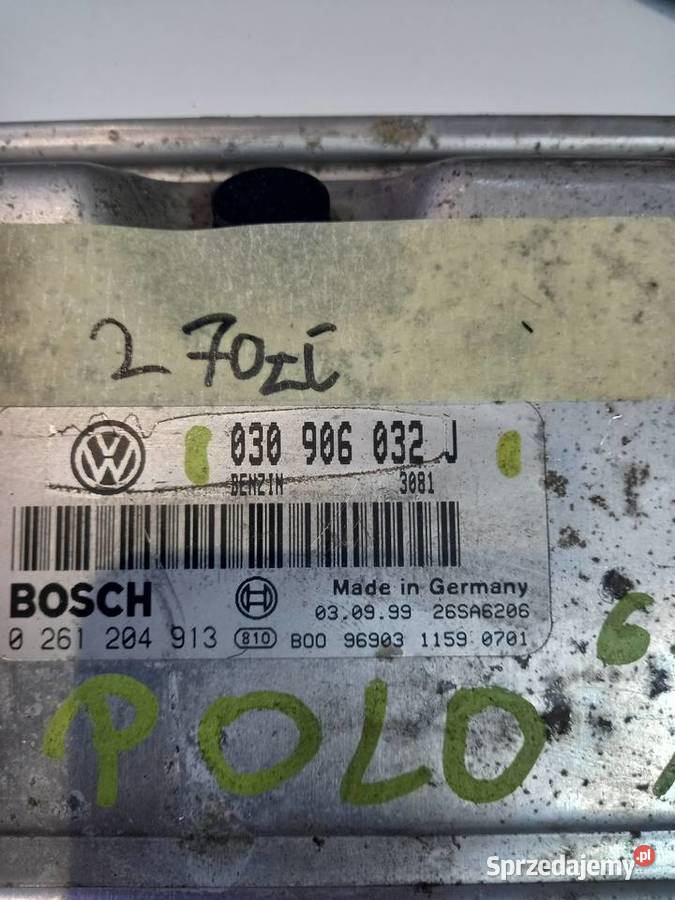 270zł
030 906 032 J
BENZIN 3081
BOSCH
Made in Germany
03.09.99 26SA6206
0 261 204 913 810 B00 96903 1159 0701
6
POLO
Sprzedajemy.pl